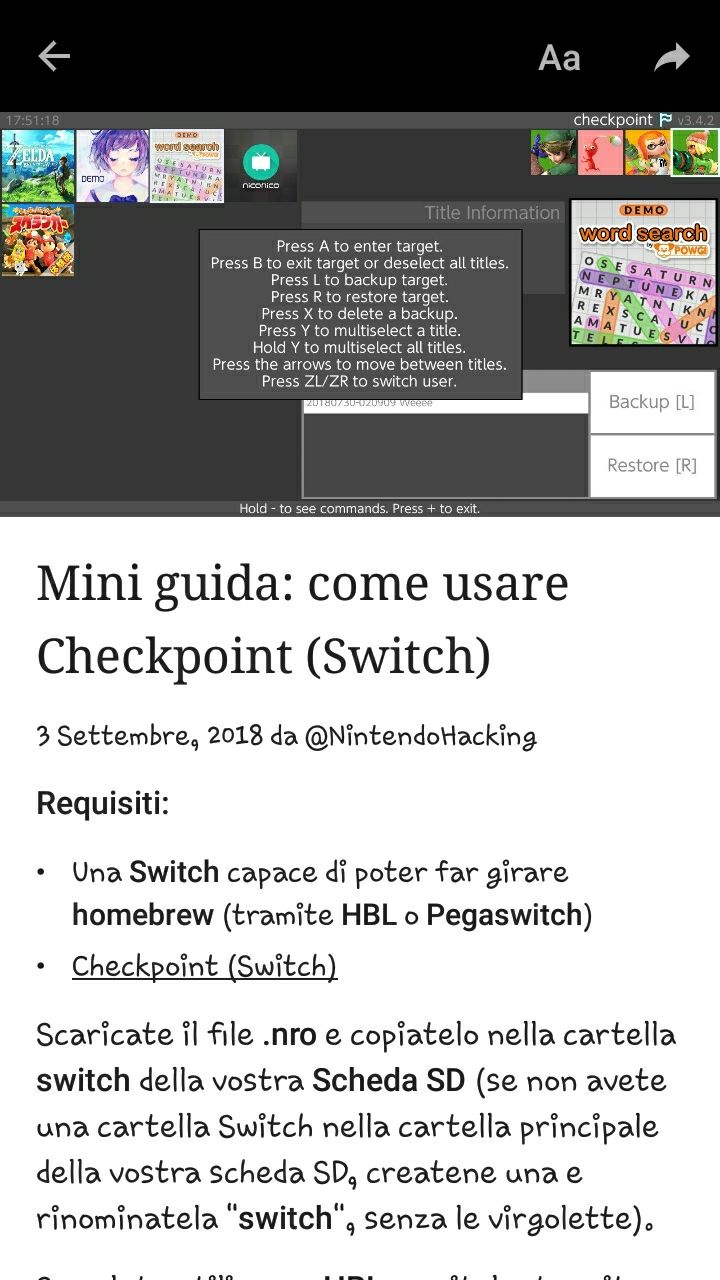 Aa
17:51:18
checkpoint v3.4.2
ZELDA
DEMO
DEMO
word search
POWGI
niconico
Title Information
DEMO
word search
by POWGI
OSESATURN
NEPTUNEKA
Press A to enter target.
Press B to exit target or deselect all titles.
Press L to backup target.
Press R to restore target.
Press X to delete a backup.
Press Y to multiselect a title.
Hold Y to multiselect all titles.
Press the arrows to move between titles.
Press ZL/ZR to switch user.
20180730-020909 Weeee
Backup [L]
Restore [R]
Hold - to see commands. Press + to exit.
Mini guida: come usare
Checkpoint (Switch)
3 Settembre, 2018 da @NintendoHacking
Requisiti:
• Una Switch capace di poter far girare
homebrew (tramite HBL o Pegaswitch)
• Checkpoint (Switch)
Scaricate il file .nro e copiatelo nella cartella
switch della vostra Scheda SD (se non avete
una cartella Switch nella cartella principale
della vostra scheda SD, createne una e
rinominatela "switch", senza le virgolette).